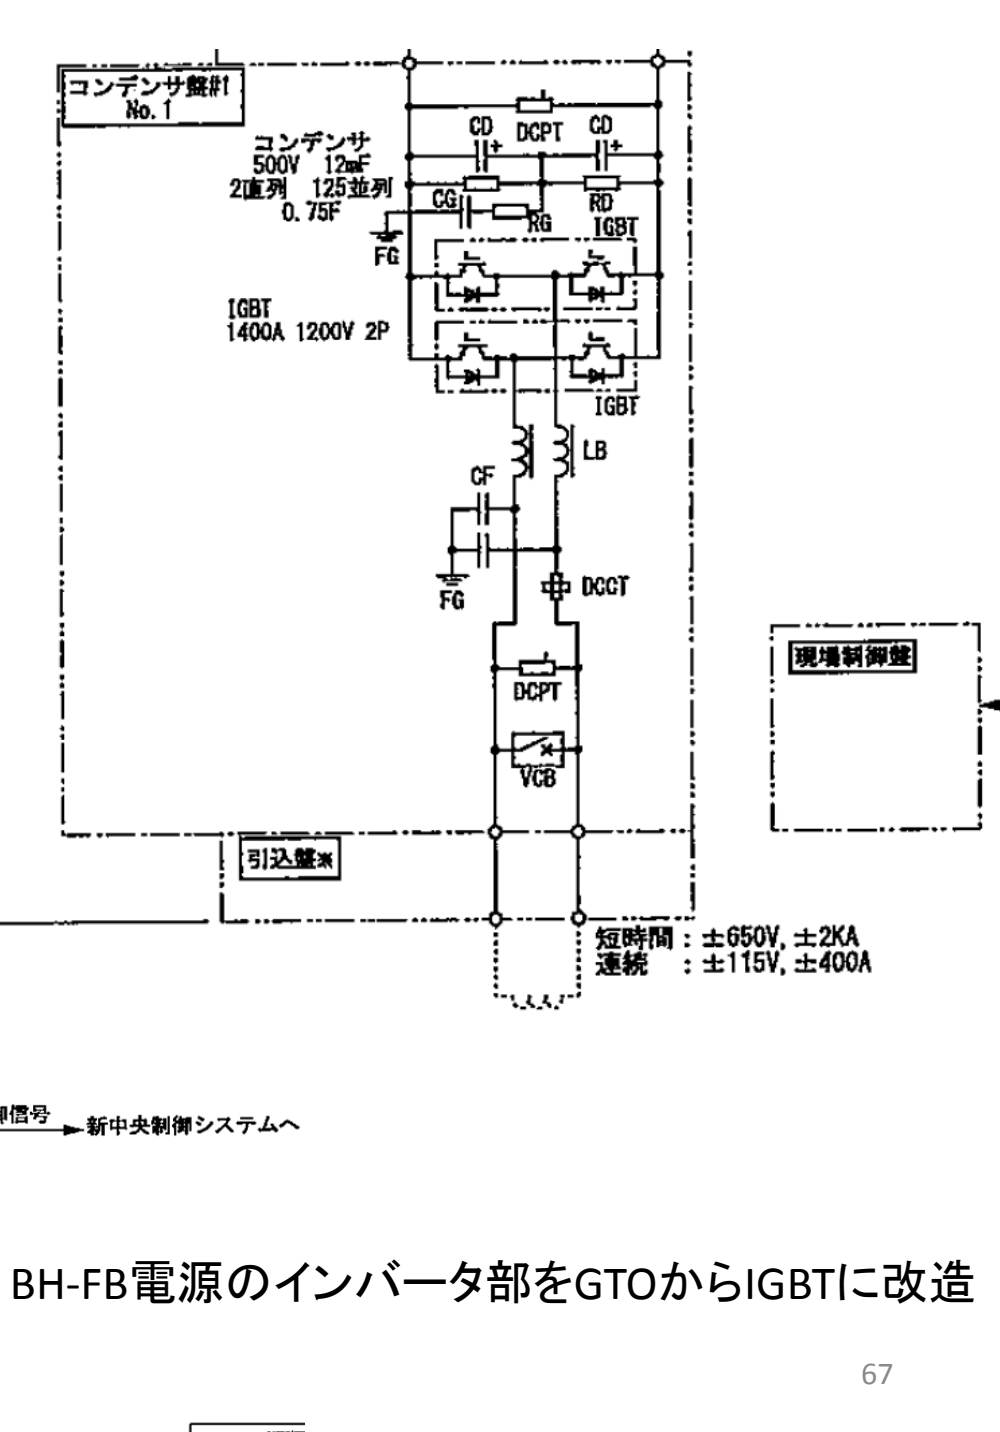 コンデンサ盤#1
No.1
コンデンサ
500V 12mF
2直列 125並列
0.75F
CD
DCPT
CD
CG
RG
RD
FG
IGBT
IGBT
1400A 1200V 2P
IGBT
LB
CF
FG
DCCT
DCPT
VCB
現場制御盤
引込盤※
短時間：±650V,±2KA
連続　：±115V,±400A
信号
新中央制御システムへ
BH-FB電源のインバータ部をGTOからIGBTに改造
67